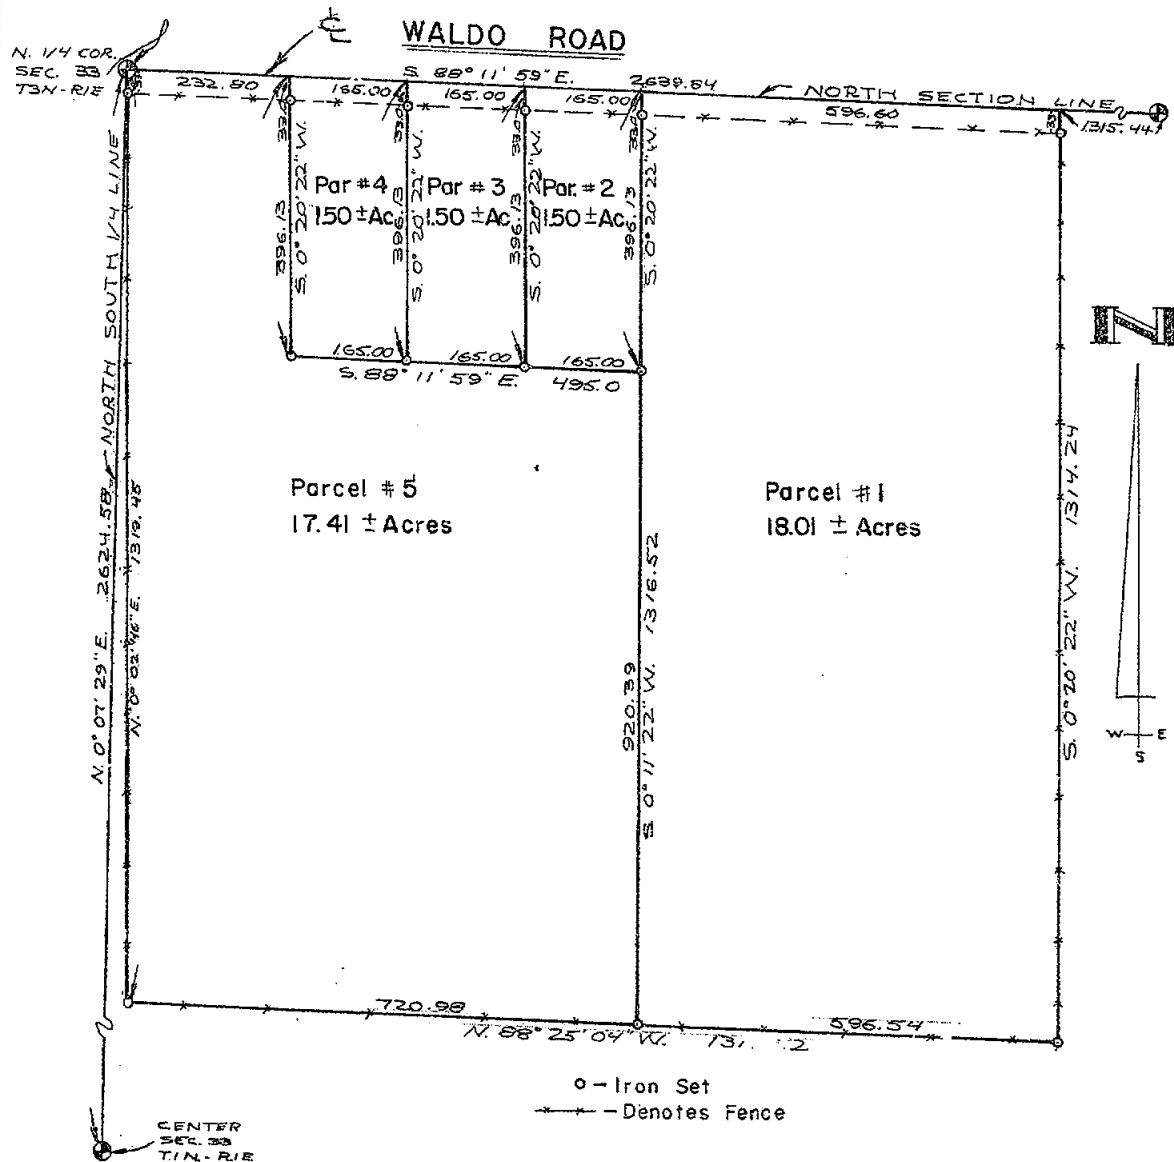 WALDO ROAD
℄
N. 1/4 COR.
SEC. 33
T3N-R1E
S. 88° 11' 59" E.
2639.84
NORTH SECTION LINE
232.80
165.00
165.00
165.00
596.60
1315.44
33
33.0
33.0
33.0
33.0
33
Par #4
1.50 ± Ac.
Par #3
1.50 ± Ac.
Par. #2
1.50 ± Ac.
396.13
S. 0° 20' 22" W.
396.13
S. 0° 20' 22" W.
396.13
S. 0° 20' 22" W.
396.13
S. 0° 20' 22" W.
165.00
165.00
165.00
S. 88° 11' 59" E.
495.0
N
W E
S
Parcel #5
17.41 ± Acres
Parcel #1
18.01 ± Acres
N. 0° 07' 29" E. 2624.58
NORTH SOUTH 1/4 LINE
N. 0° 02' 46" E. 1319.45
920.39
S. 0° 11' 22" W. 1316.52
S. 0° 20' 22" W. 1314.24
720.98
596.54
N. 88° 25' 04" W.
o - Iron Set
-x-x- - Denotes Fence
CENTER
SEC. 33
T.1N.-R.1E